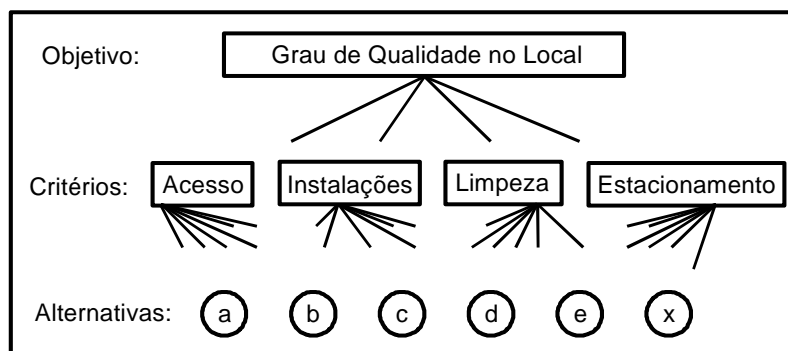 Objetivo: Grau de Qualidade no Local
Critérios: Acesso Instalações Limpeza Estacionamento
Alternativas: a b c d e x